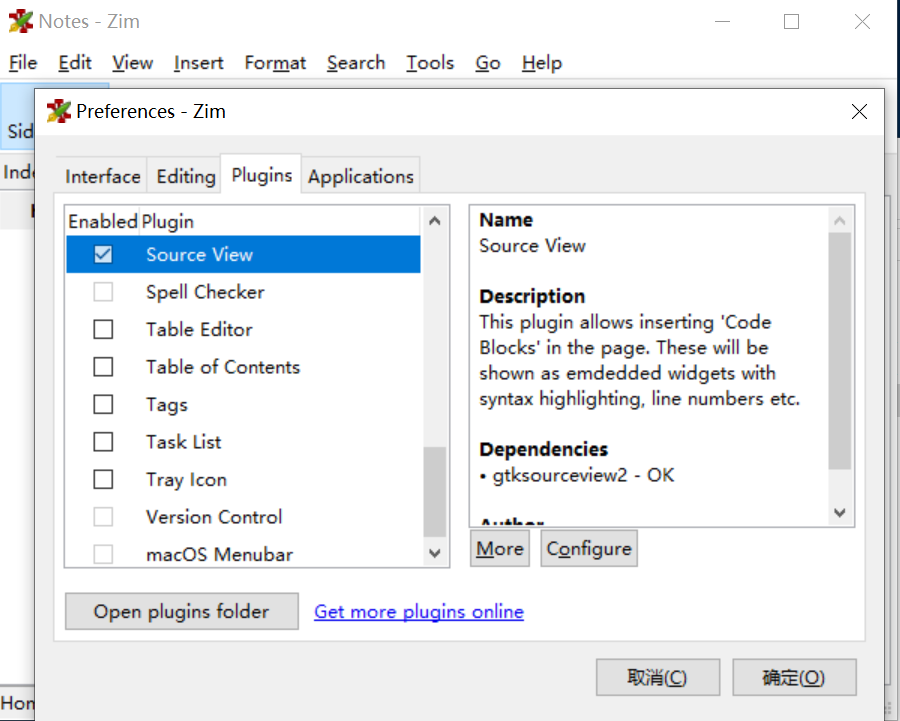 Notes - Zim
File Edit View Insert Format Search Tools Go Help
Preferences - Zim
Sid
Inde
Interface Editing Plugins Applications
Enabled Plugin
Source View
Spell Checker
Table Editor
Table of Contents
Tags
Task List
Tray Icon
Version Control
macOS Menubar
Name
Source View
Description
This plugin allows inserting 'Code
Blocks' in the page. These will be
shown as emdedded widgets with
syntax highlighting, line numbers etc.
Dependencies
• gtksourceview2 - OK
Author
More Configure
Open plugins folder Get more plugins online
取消(C) 确定(O)
Hom